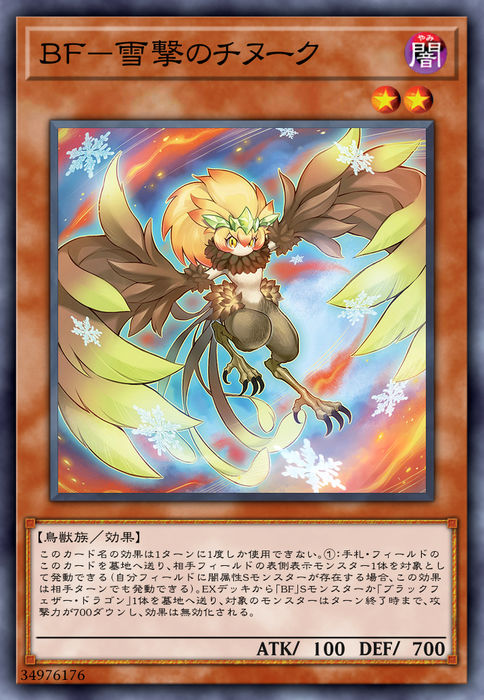 BF－雪撃のチヌーク
やみ
闇
【鳥獣族／効果】
このカード名の効果は1ターンに1度しか使用できない。①：手札・フィールドの
このカードを墓地へ送り、相手フィールドの表側表示モンスター1体を対象とし
て発動できる（自分フィールドに闇属性Sモンスターが存在する場合、この効果
は相手ターンでも発動できる）。EXデッキから「BF」Sモンスターか「ブラックフ
ェザー・ドラゴン」1体を墓地へ送り、対象のモンスターはターン終了時まで、攻
撃力が700ダウンし、効果は無効化される。
ATK/ 100 DEF/ 700
34976176